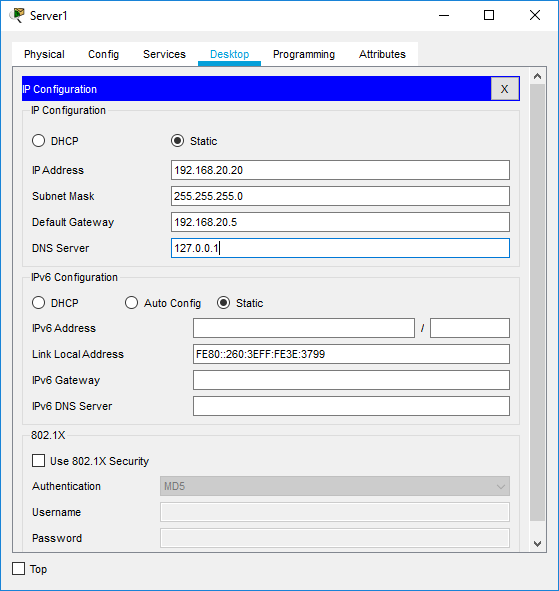 Server1
Physical Config Services Desktop Programming Attributes
IP Configuration X
IP Configuration
DHCP Static
IP Address 192.168.20.20
Subnet Mask 255.255.255.0
Default Gateway 192.168.20.5
DNS Server 127.0.0.1
IPv6 Configuration
DHCP Auto Config Static
IPv6 Address /
Link Local Address FE80::260:3EFF:FE3E:3799
IPv6 Gateway
IPv6 DNS Server
802.1X
Use 802.1X Security
Authentication MD5
Username
Password
Top